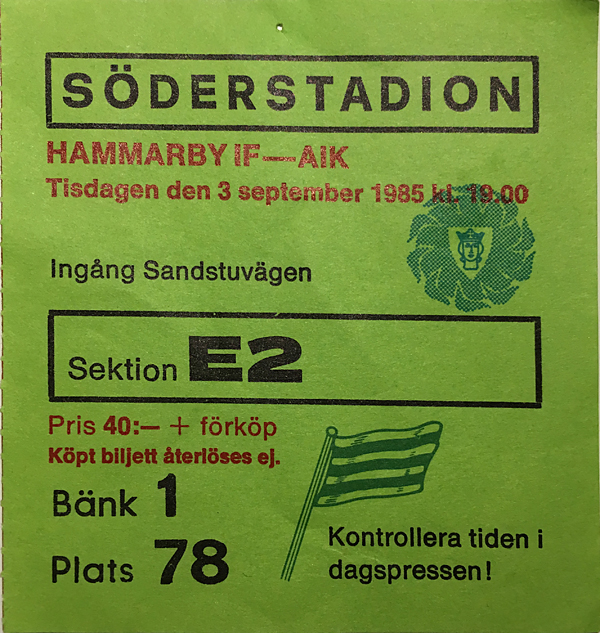 SÖDERSTADION
HAMMARBY IF—AIK
Tisdagen den 3 september 1985 kl. 19.00
Ingång Sandstuvägen
Sektion E2
Pris 40:— + förköp
Köpt biljett återlöses ej.
Bänk 1
Plats 78
Kontrollera tiden i
dagspressen!